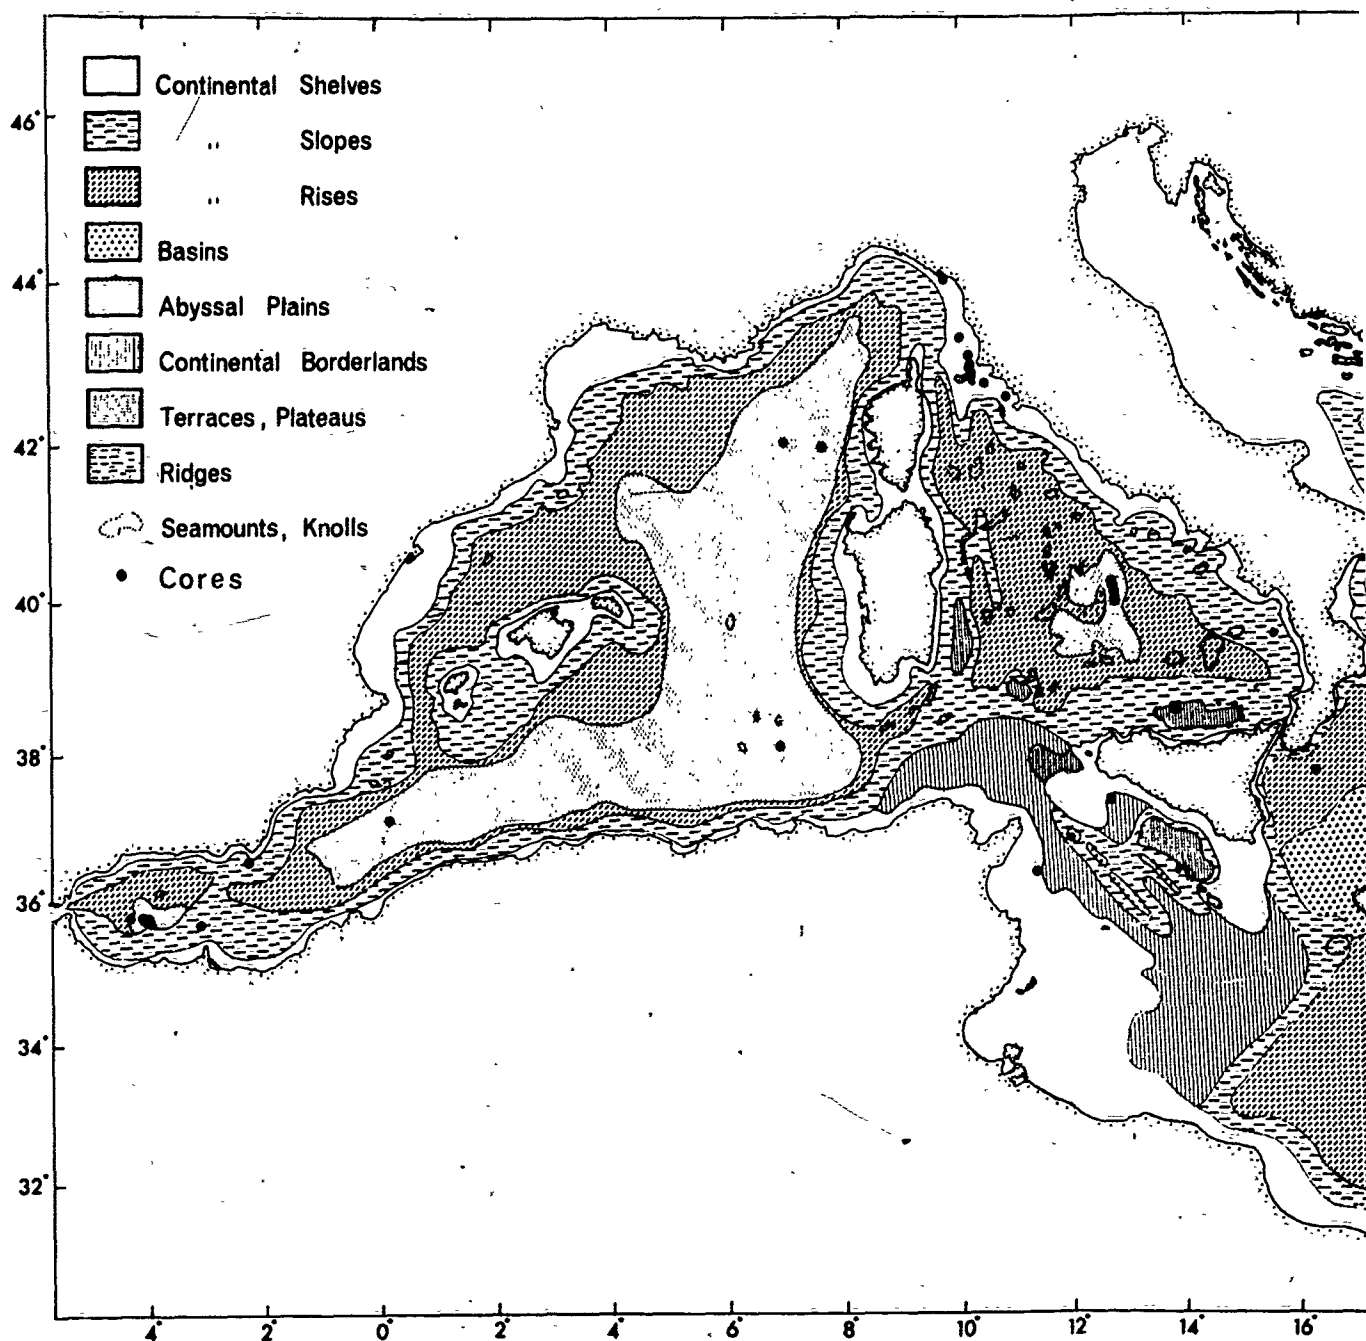 Continental Shelves
" Slopes
" Rises
Basins
Abyssal Plains
Continental Borderlands
Terraces, Plateaus
Ridges
Seamounts, Knolls
Cores
46°
44°
42°
40°
38°
36°
34°
32°
4° 2° 0° 2° 4° 6° 8° 10° 12° 14° 16°